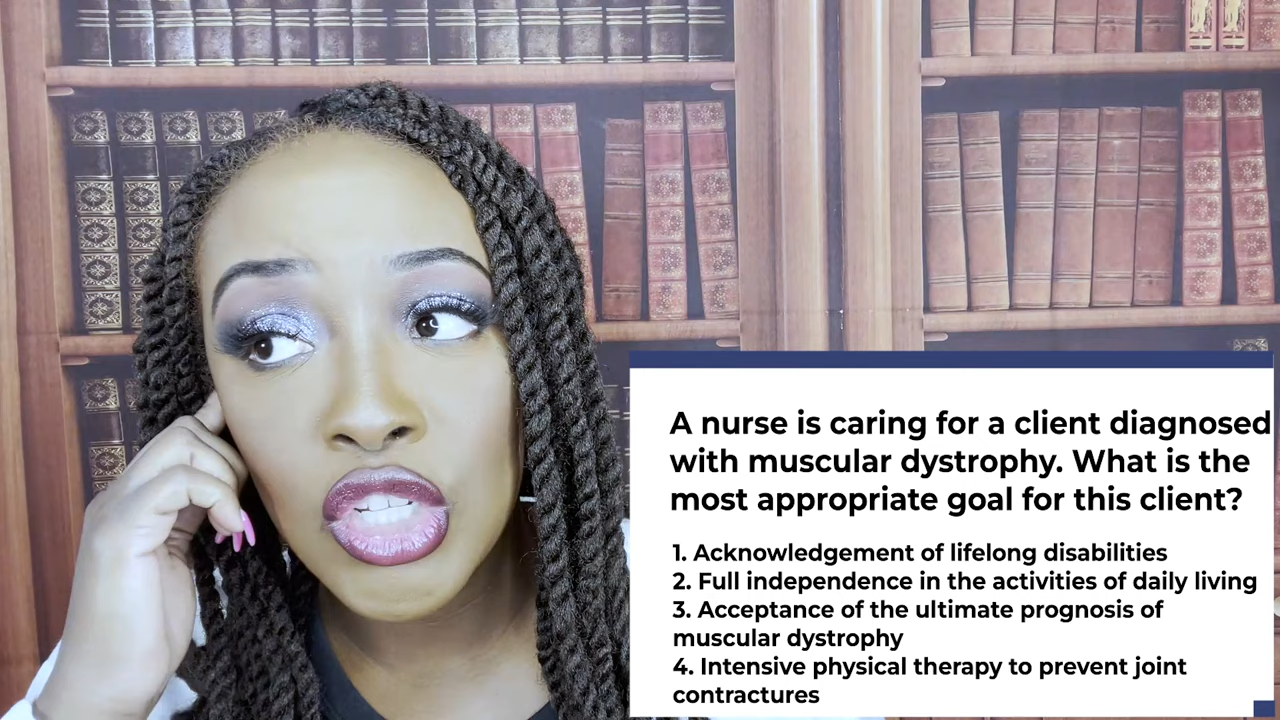 A nurse is caring for a client diagnosed
with muscular dystrophy. What is the
most appropriate goal for this client?
1. Acknowledgement of lifelong disabilities
2. Full independence in the activities of daily living
3. Acceptance of the ultimate prognosis of
muscular dystrophy
4. Intensive physical therapy to prevent joint
contractures